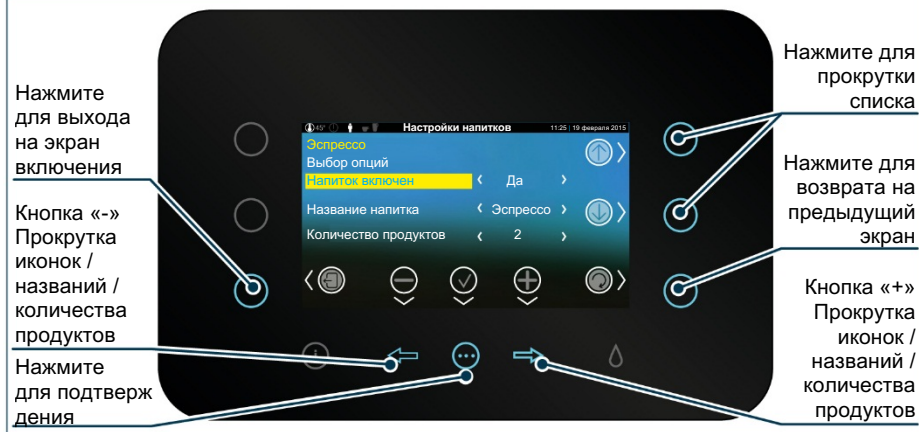 Нажмите
для выхода
на экран
включения
Кнопка «-»
Прокрутка
иконок /
названий /
количества
продуктов
Нажмите
для подтверж
дения
45°
Настройки напитков
11:25 | 19 февраля 2015
Эспрессо
Выбор опций
Напиток включен
‹ Да ›
Название напитка
‹ Эспрессо ›
Количество продуктов
‹ 2 ›
Нажмите для
прокрутки
списка
Нажмите для
возврата на
предыдущий
экран
Кнопка «+»
Прокрутка
иконок /
названий /
количества
продуктов